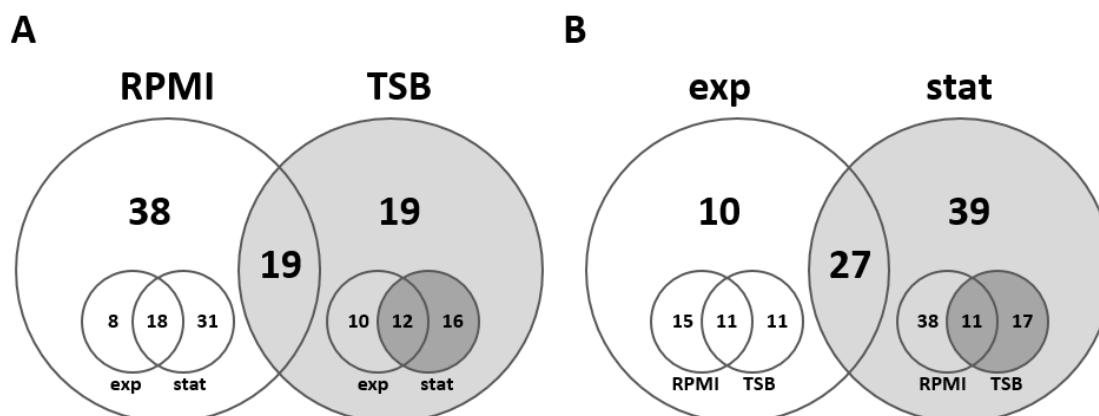 A
B
RPMI TSB
exp stat
38 19 19
10 27 39
8 18 31
exp stat
10 12 16
exp stat
15 11 11
RPMI TSB
38 11 17
RPMI TSB